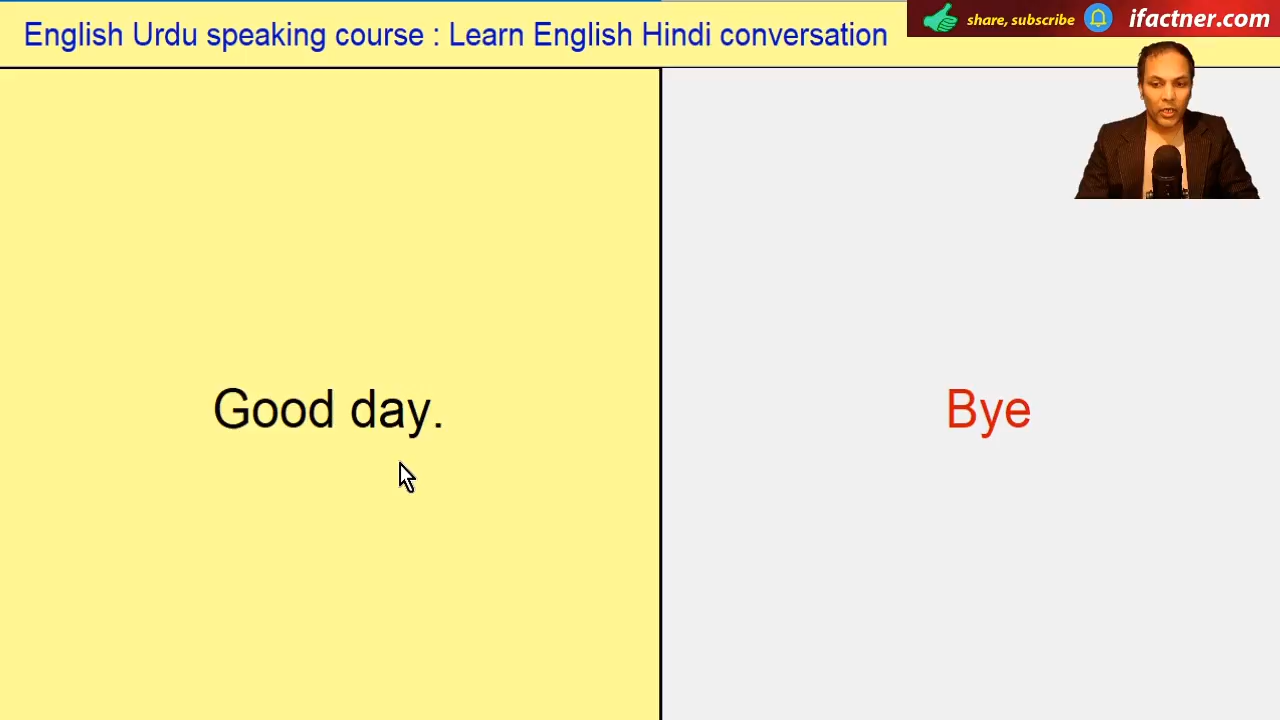 English Urdu speaking course : Learn English Hindi conversation
share, subscribe
ifactner.com
Good day.
Bye